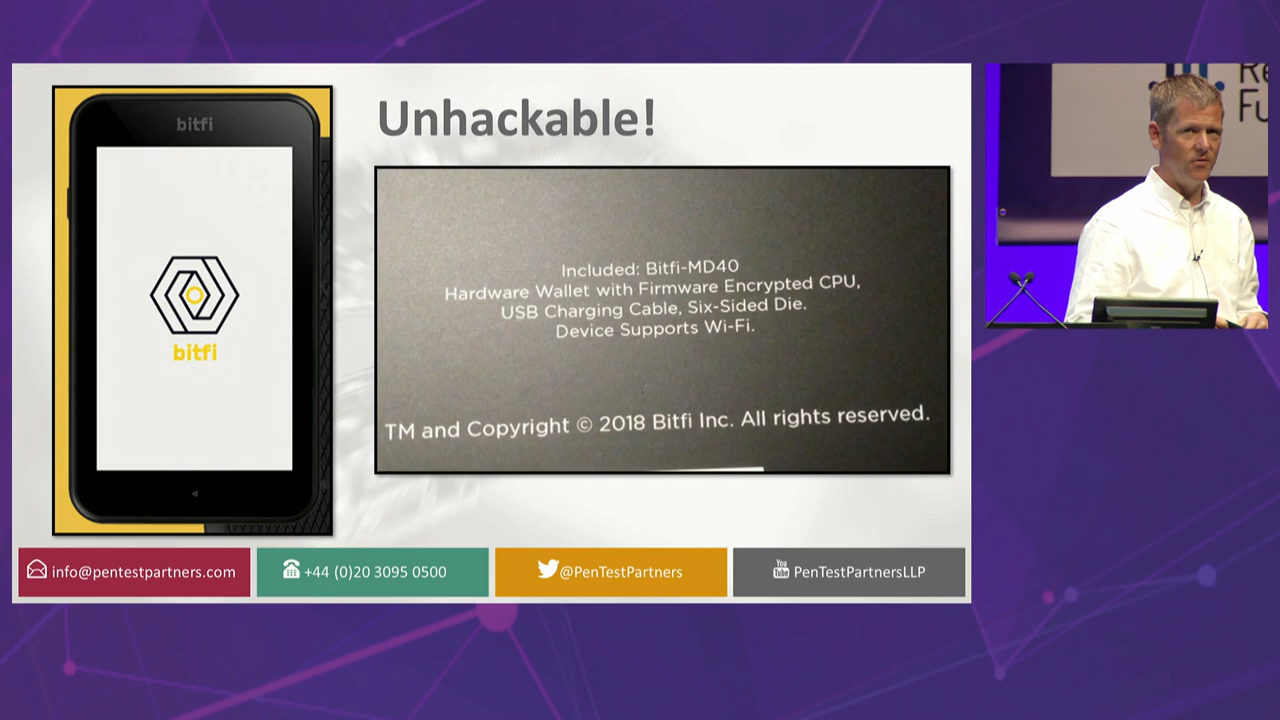 bitfi
bitfi
Unhackable!
Included: Bitfi-MD40
Hardware Wallet with Firmware Encrypted CPU,
USB Charging Cable, Six-Sided Die.
Device Supports Wi-Fi.
TM and Copyright © 2018 Bitfi Inc. All rights reserved.
info@pentestpartners.com
+44 (0)20 3095 0500
@PenTestPartners
You Tube PenTestPartnersLLP